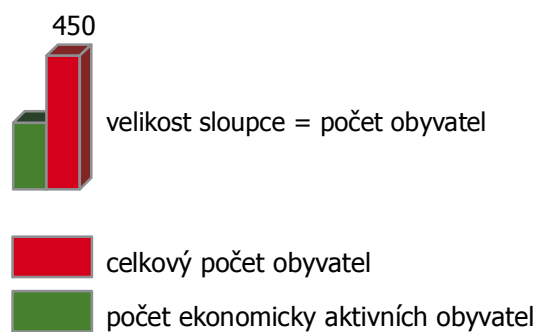 450
velikost sloupce = počet obyvatel
celkový počet obyvatel
počet ekonomicky aktivních obyvatel